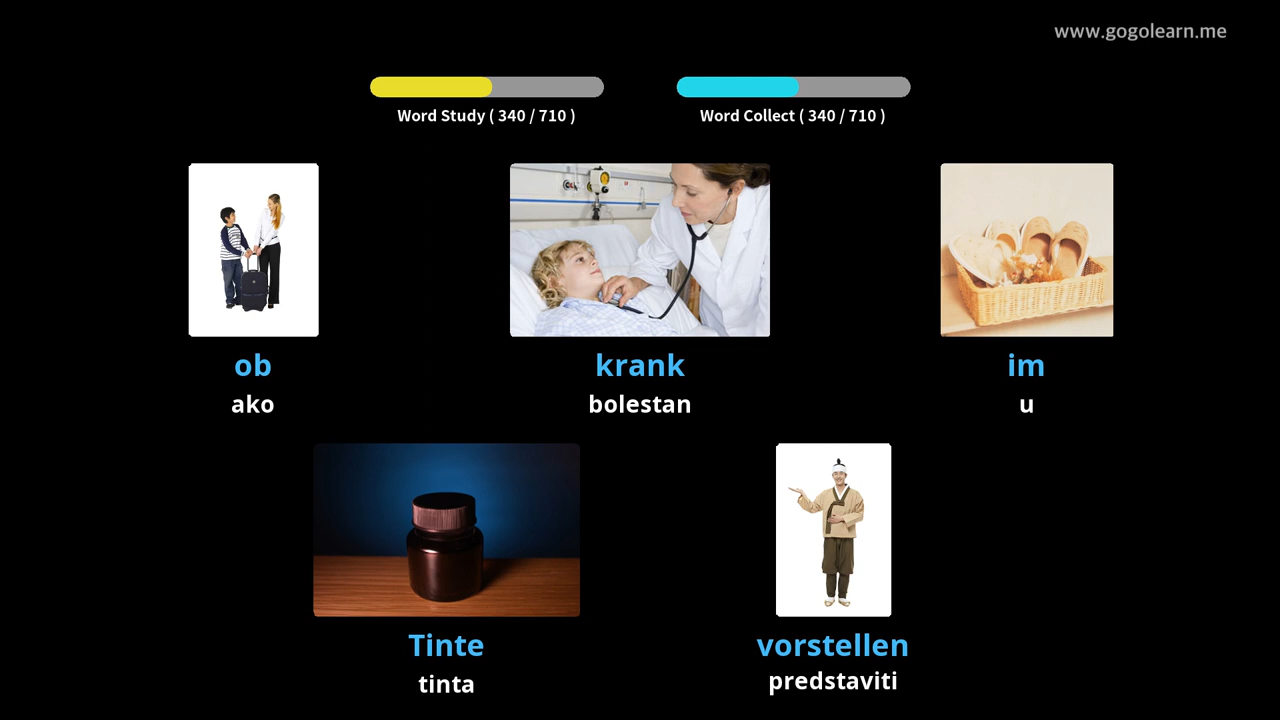 www.gogolearn.me
Word Study ( 340 / 710 )
Word Collect ( 340 / 710 )
ob
ako
krank
bolestan
im
u
Tinte
tinta
vorstellen
predstaviti